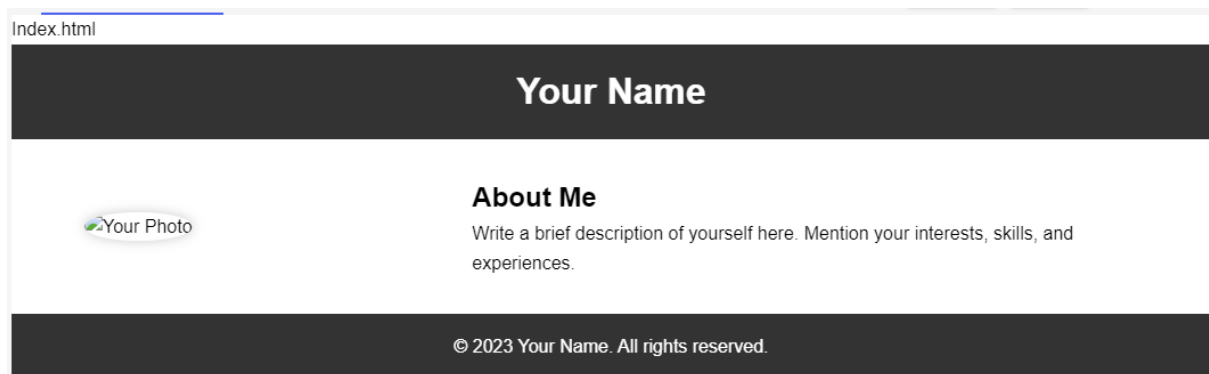 Index.html
Your Name
Your Photo
About Me
Write a brief description of yourself here. Mention your interests, skills, and
experiences.
© 2023 Your Name. All rights reserved.